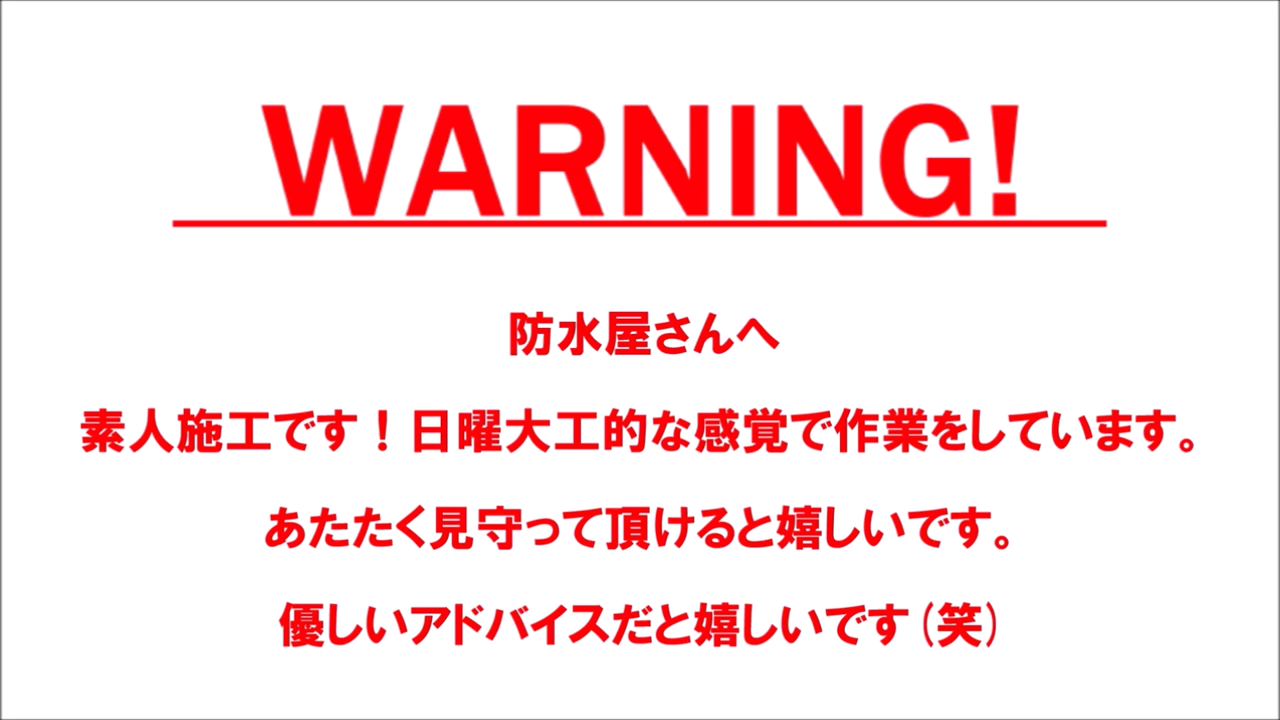 WARNING!
防水屋さんへ
素人施工です！日曜大工的な感覚で作業をしています。
あたたく見守って頂けると嬉しいです。
優しいアドバイスだと嬉しいです(笑)